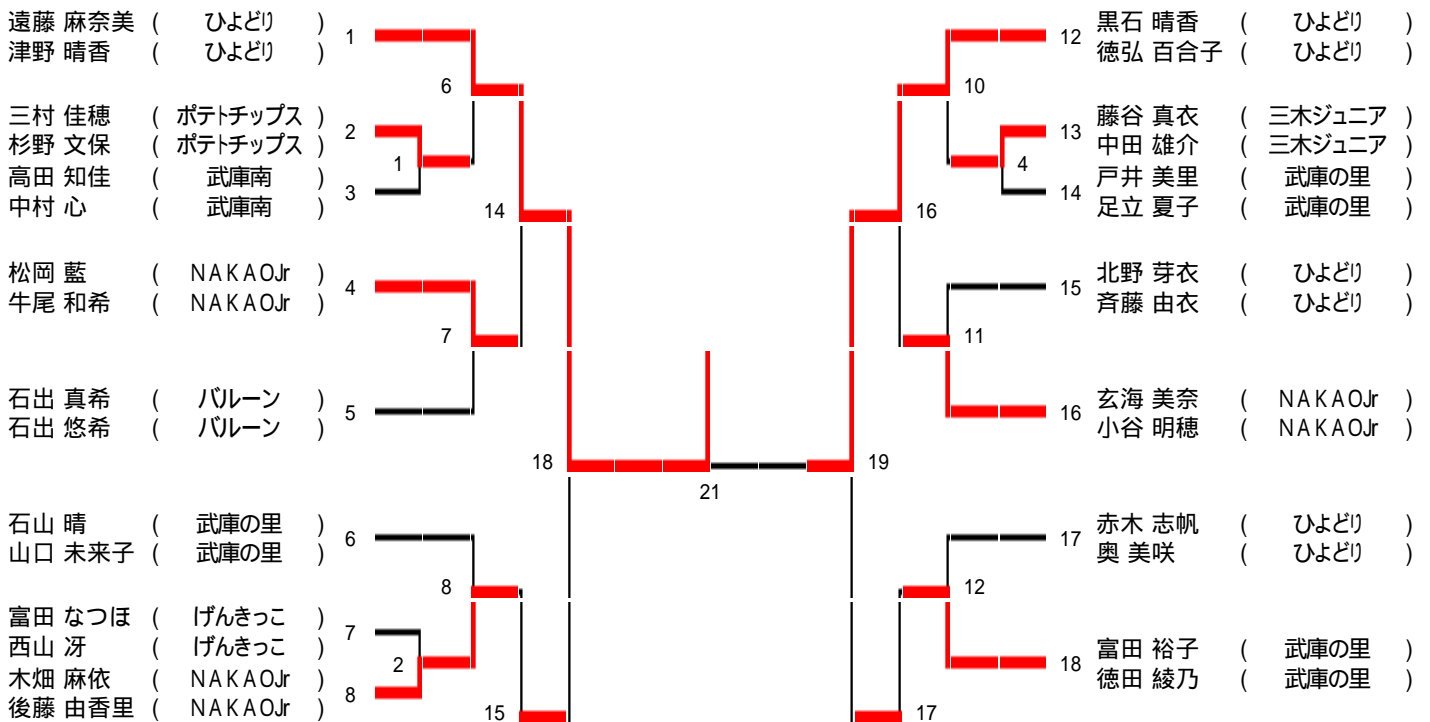 遠藤 麻奈美 ( ひよどり )
津野 晴香 ( ひよどり )
1
6
三村 佳穂 ( ポテトチップス )
杉野 文保 ( ポテトチップス )
2
1
高田 知佳 ( 武庫南 )
中村 心 ( 武庫南 )
3
14
松岡 藍 ( NAKAOJr )
牛尾 和希 ( NAKAOJr )
4
7
石出 真希 ( バルーン )
石出 悠希 ( バルーン )
5
18
石山 晴 ( 武庫の里 )
山口 未来子 ( 武庫の里 )
6
8
富田 なつほ ( げんきっこ )
西山 冴 ( げんきっこ )
7
2
木畑 麻依 ( NAKAOJr )
後藤 由香里 ( NAKAOJr )
8
15
21
12
黒石 晴香 ( ひよどり )
徳弘 百合子 ( ひよどり )
10
13
藤谷 真衣 ( 三木ジュニア )
中田 雄介 ( 三木ジュニア )
4
14
戸井 美里 ( 武庫の里 )
足立 夏子 ( 武庫の里 )
16
15
北野 芽衣 ( ひよどり )
斉藤 由衣 ( ひよどり )
11
16
玄海 美奈 ( NAKAOJr )
小谷 明穂 ( NAKAOJr )
19
17
赤木 志帆 ( ひよどり )
奥 美咲 ( ひよどり )
12
18
富田 裕子 ( 武庫の里 )
徳田 綾乃 ( 武庫の里 )
17